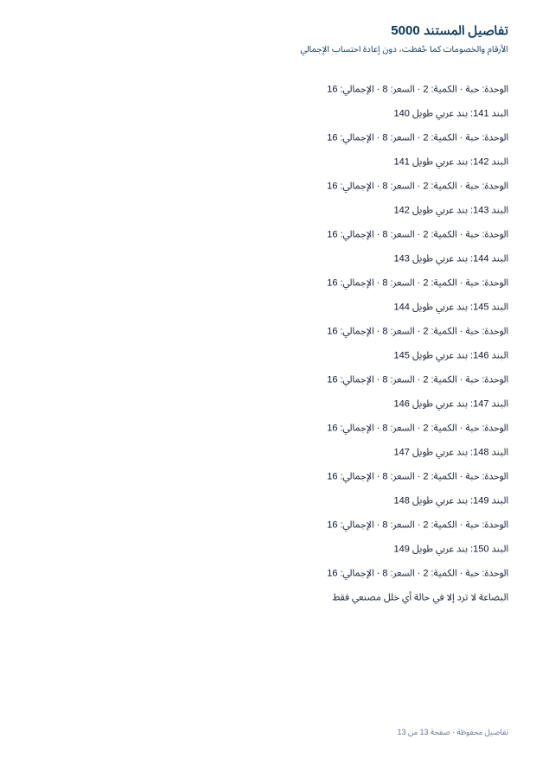 تفاصيل المستند 5000
الأرقام والخصومات كما حُفظت، دون إعادة احتساب الإجمالي
الوحدة: حبة · الكمية: 2 · السعر: 8 · الإجمالي: 16
البند 141: بند عربي طويل 140
الوحدة: حبة · الكمية: 2 · السعر: 8 · الإجمالي: 16
البند 142: بند عربي طويل 141
الوحدة: حبة · الكمية: 2 · السعر: 8 · الإجمالي: 16
البند 143: بند عربي طويل 142
الوحدة: حبة · الكمية: 2 · السعر: 8 · الإجمالي: 16
البند 144: بند عربي طويل 143
الوحدة: حبة · الكمية: 2 · السعر: 8 · الإجمالي: 16
البند 145: بند عربي طويل 144
الوحدة: حبة · الكمية: 2 · السعر: 8 · الإجمالي: 16
البند 146: بند عربي طويل 145
الوحدة: حبة · الكمية: 2 · السعر: 8 · الإجمالي: 16
البند 147: بند عربي طويل 146
الوحدة: حبة · الكمية: 2 · السعر: 8 · الإجمالي: 16
البند 148: بند عربي طويل 147
الوحدة: حبة · الكمية: 2 · السعر: 8 · الإجمالي: 16
البند 149: بند عربي طويل 148
الوحدة: حبة · الكمية: 2 · السعر: 8 · الإجمالي: 16
البند 150: بند عربي طويل 149
الوحدة: حبة · الكمية: 2 · السعر: 8 · الإجمالي: 16
البضاعة لا ترد إلا في حالة أي خلل مصنعي فقط
تفاصيل محفوظة · صفحة 13 من 13